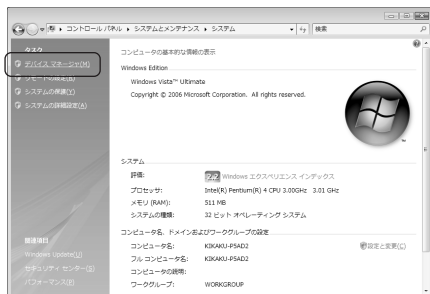 コントロール パネル ▸ システムとメンテナンス ▸ システム
検索
タスク
デバイス マネージャ(M)
リモートの設定(R)
システムの保護(Y)
システムの詳細設定(A)
関連項目
Windows Update(U)
セキュリティ センター(S)
パフォーマンス(P)
コンピュータの基本的な情報の表示
Windows Edition
Windows Vista™ Ultimate
Copyright © 2006 Microsoft Corporation. All rights reserved.
システム
評価: Windows エクスペリエンス インデックス
プロセッサ: Intel(R) Pentium(R) 4 CPU 3.00GHz 3.01 GHz
メモリ (RAM): 511 MB
システムの種類: 32 ビット オペレーティング システム
コンピュータ名、ドメインおよびワークグループの設定
コンピュータ名: KIKAKU-P5AD2 設定と変更(C)
フル コンピュータ名: KIKAKU-P5AD2
コンピュータの説明:
ワークグループ: WORKGROUP